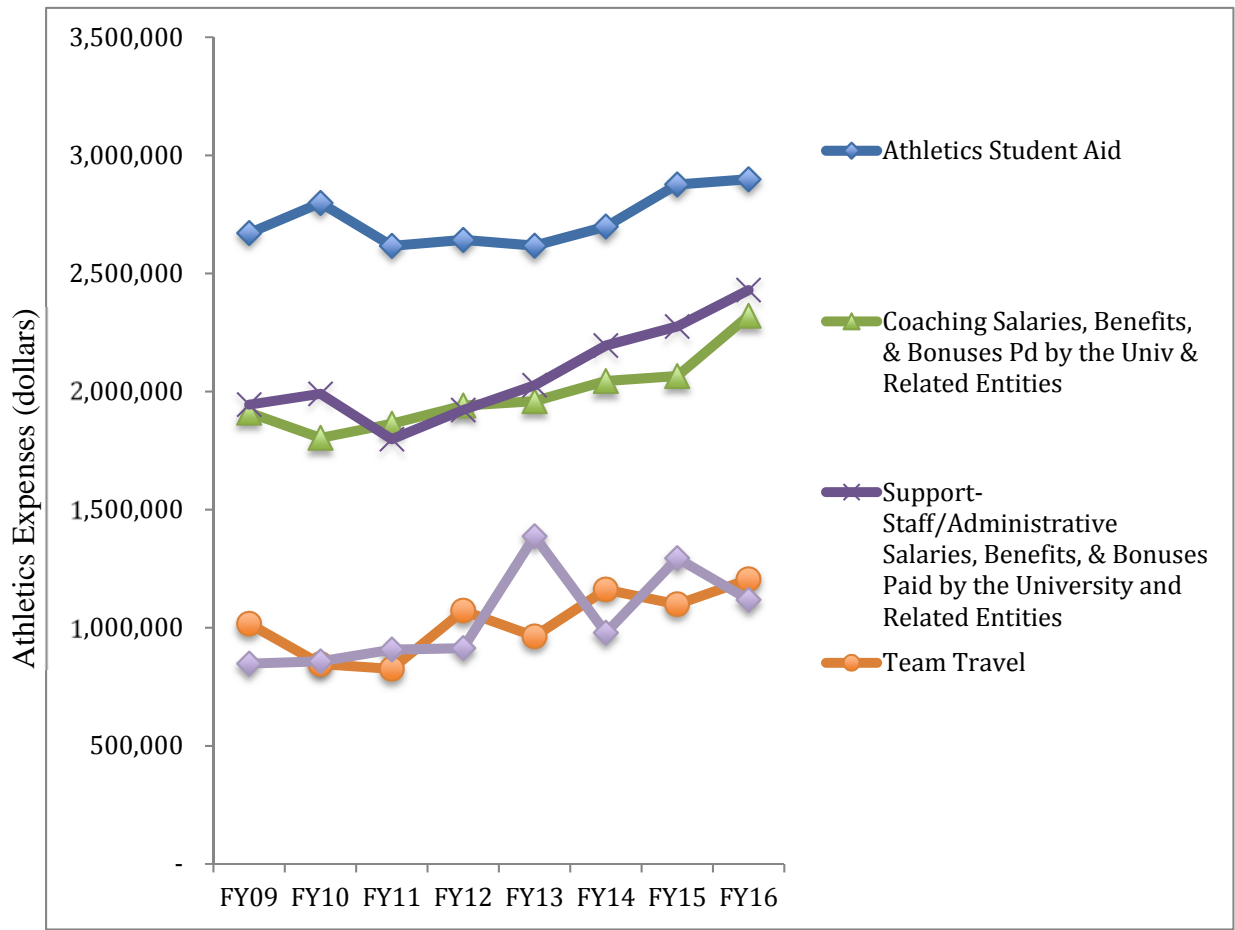 Athletics Expenses (dollars)
3,500,000
3,000,000
2,500,000
2,000,000
1,500,000
1,000,000
500,000
-
FY09 FY10 FY11 FY12 FY13 FY14 FY15 FY16
Athletics Student Aid
Coaching Salaries, Benefits,
& Bonuses Pd by the Univ &
Related Entities
Support-
Staff/Administrative
Salaries, Benefits, & Bonuses
Paid by the University and
Related Entities
Team Travel